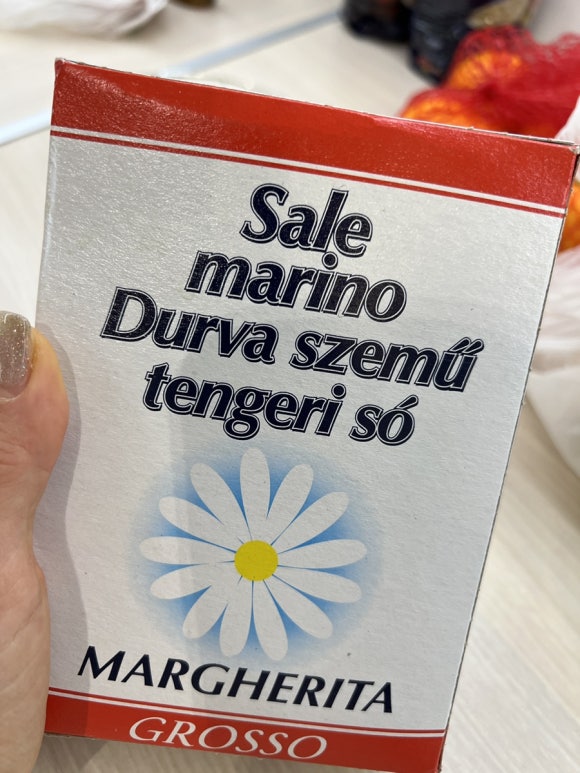 Sale
marino
Durva szemű
tengeri só
MARGHERITA
GROSSO